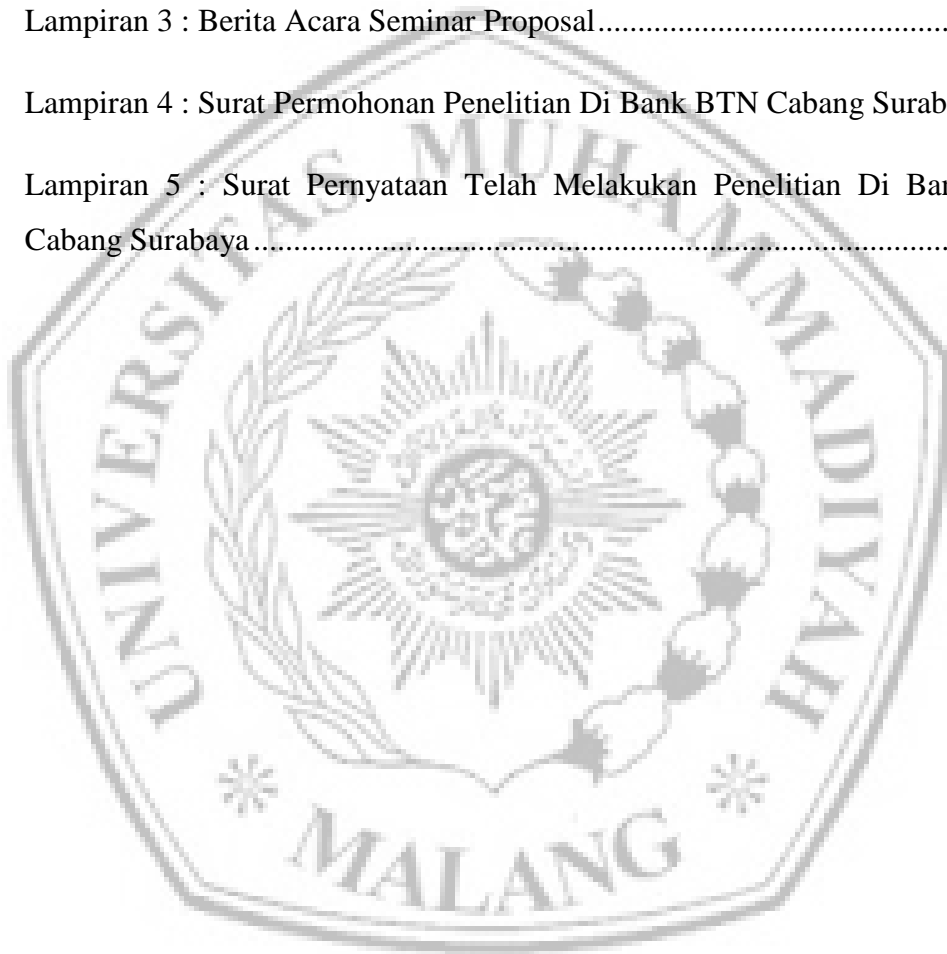 Lampiran 3 : Berita Acara Seminar Proposal
Lampiran 4 : Surat Permohonan Penelitian Di Bank BTN Cabang Surab
Lampiran 5 : Surat Pernyataan Telah Melakukan Penelitian Di Ba
Cabang Surabaya
UNIVERSITAS MUHAMMADIYAH
MALANG